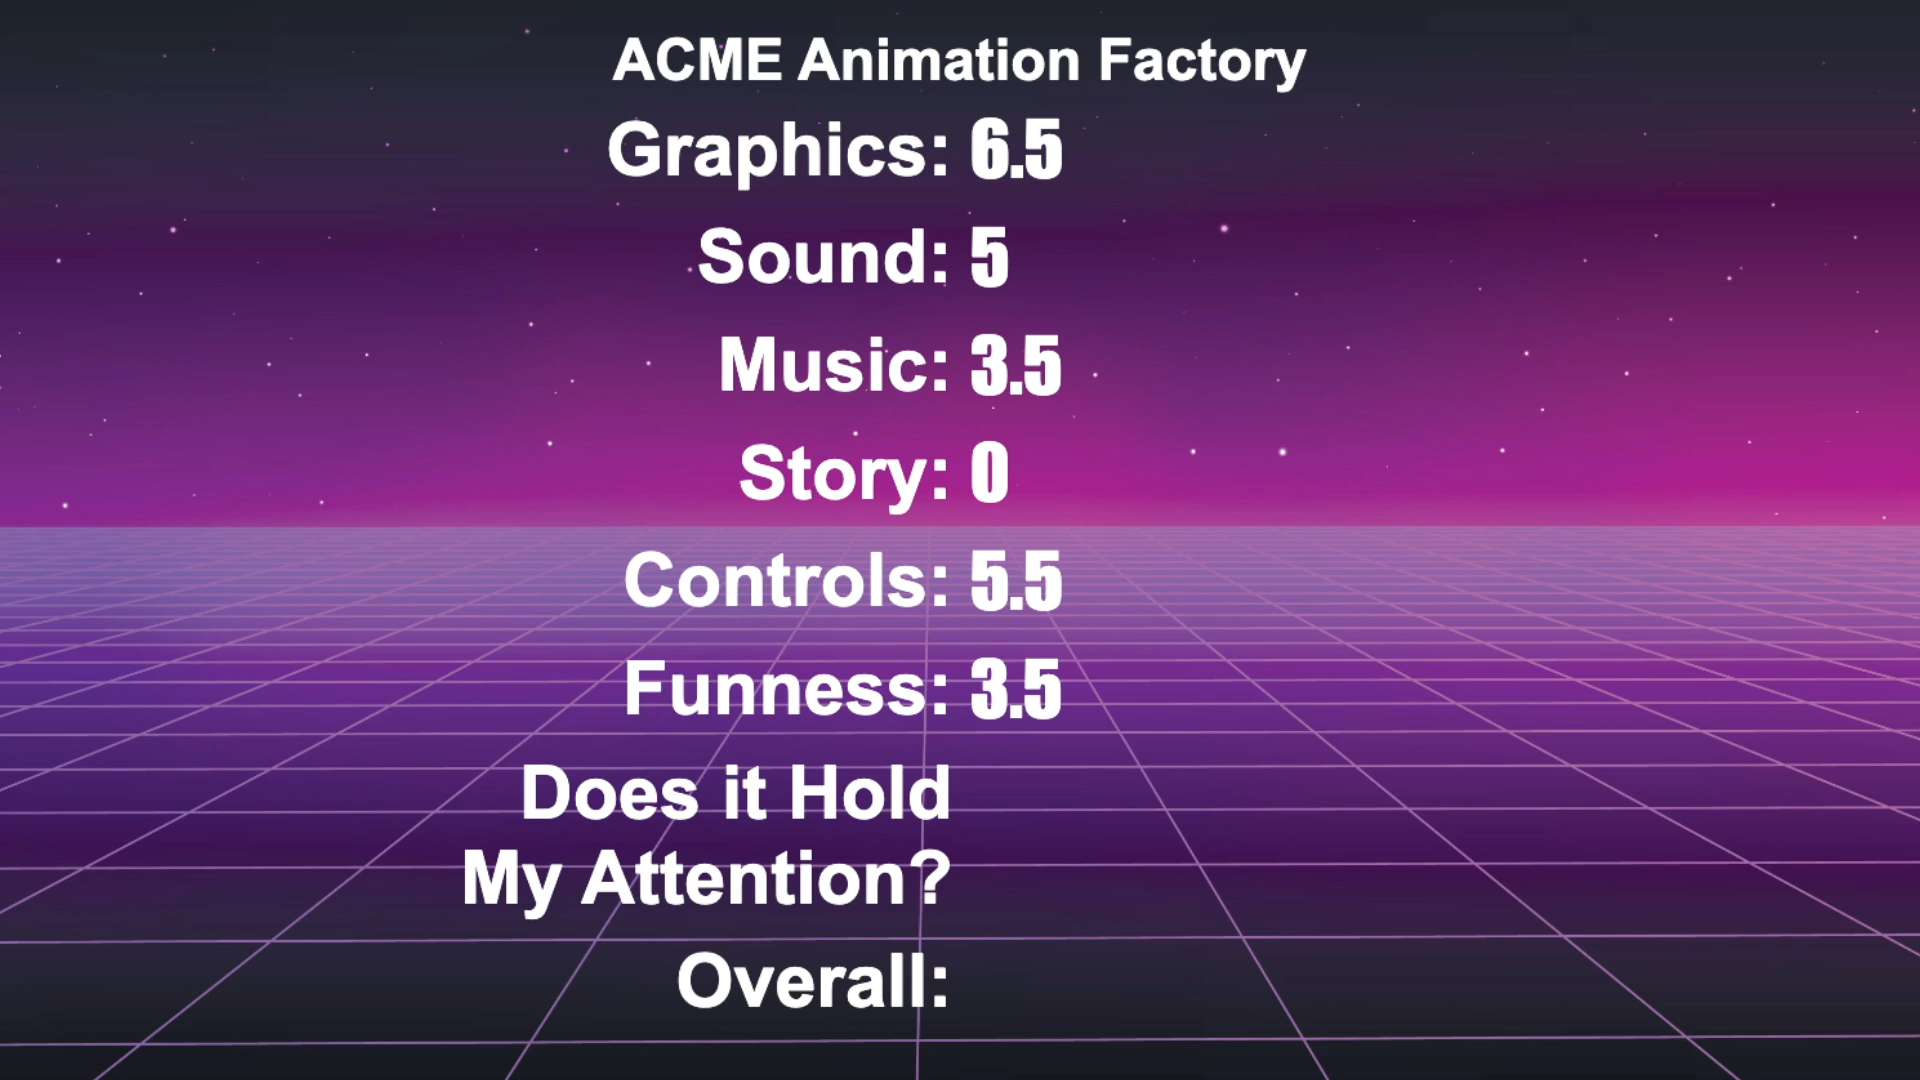 ACME Animation Factory
Graphics: 6.5
Sound: 5
Music: 3.5
Story: 0
Controls: 5.5
Funness: 3.5
Does it Hold
My Attention?
Overall: